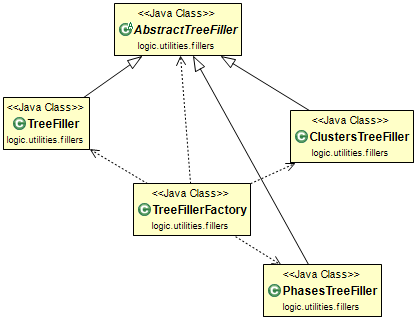 <<Java Class>>
AbstractTreeFiller
logic.utilities.fillers
<<Java Class>>
TreeFiller
logic.utilities.fillers
<<Java Class>>
ClustersTreeFiller
logic.utilities.fillers
<<Java Class>>
TreeFillerFactory
logic.utilities.fillers
<<Java Class>>
PhasesTreeFiller
logic.utilities.fillers